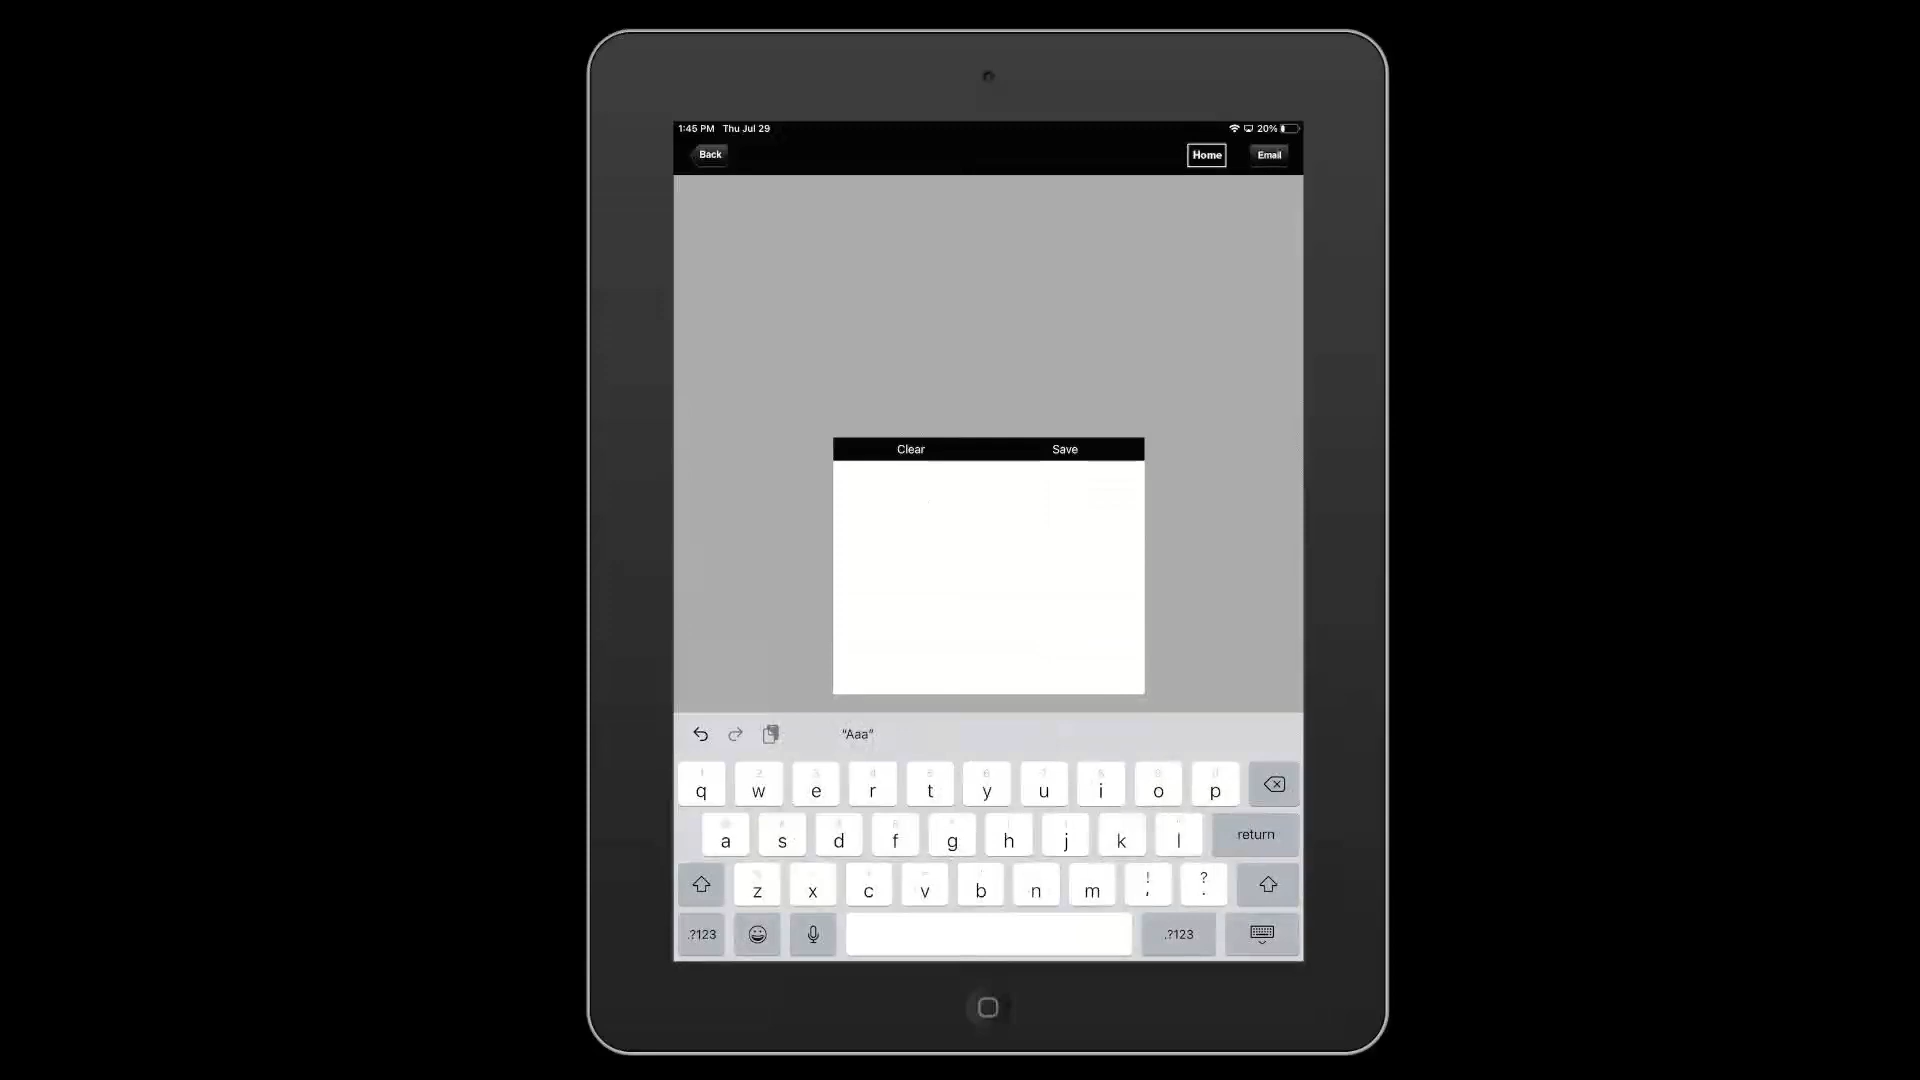 1:45 PM Thu Jul 29 20%
Back Home Email
Clear Save
“Aaa”
q w e r t y u i o p
a s d f g h j k l return
z x c v b n m ! , ? .
.?123 .?123